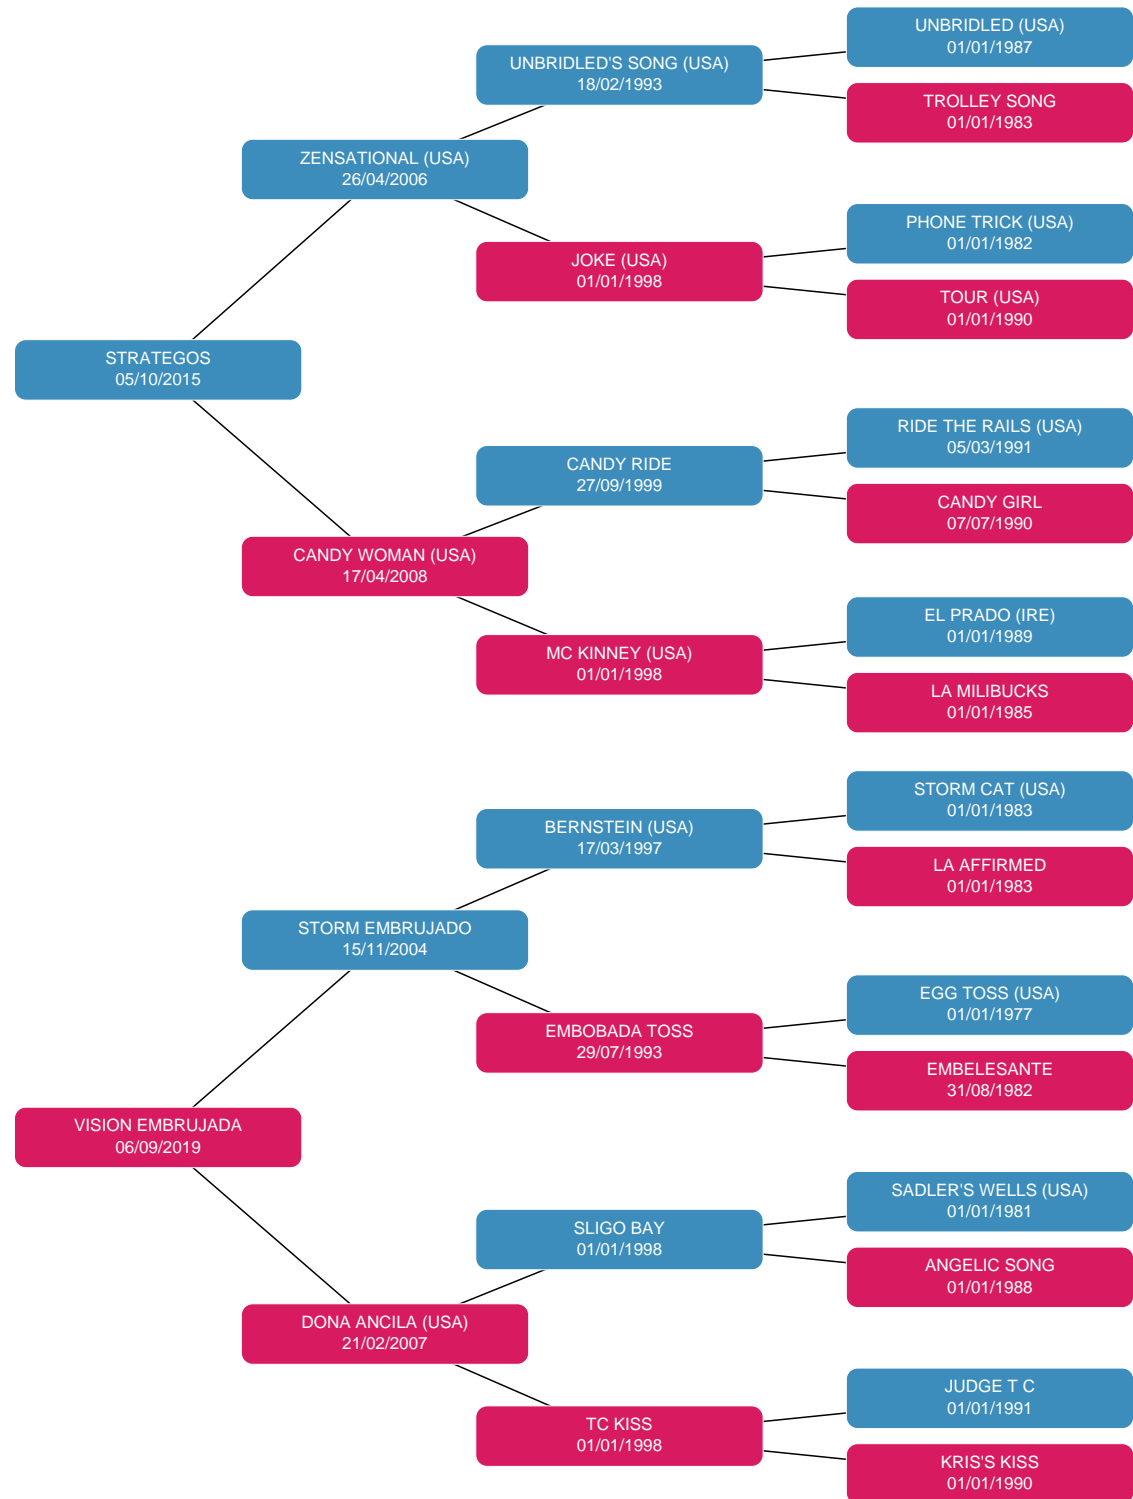 UNBRIDLED (USA)
01/01/1987
UNBRIDLED'S SONG (USA)
18/02/1993
TROLLEY SONG
01/01/1983
ZENSATIONAL (USA)
26/04/2006
PHONE TRICK (USA)
01/01/1982
JOKE (USA)
01/01/1998
TOUR (USA)
01/01/1990
STRATEGOS
05/10/2015
RIDE THE RAILS (USA)
05/03/1991
CANDY RIDE
27/09/1999
CANDY GIRL
07/07/1990
CANDY WOMAN (USA)
17/04/2008
EL PRADO (IRE)
01/01/1989
MC KINNEY (USA)
01/01/1998
LA MILIBUCKS
01/01/1985
STORM CAT (USA)
01/01/1983
BERNSTEIN (USA)
17/03/1997
LA AFFIRMED
01/01/1983
STORM EMBRUJADO
15/11/2004
EGG TOSS (USA)
01/01/1977
EMBOBADA TOSS
29/07/1993
EMBELESANTE
31/08/1982
VISION EMBRUJADA
06/09/2019
SADLER'S WELLS (USA)
01/01/1981
SLIGO BAY
01/01/1998
ANGELIC SONG
01/01/1988
DONA ANCILA (USA)
21/02/2007
JUDGE T C
01/01/1991
TC KISS
01/01/1998
KRIS'S KISS
01/01/1990